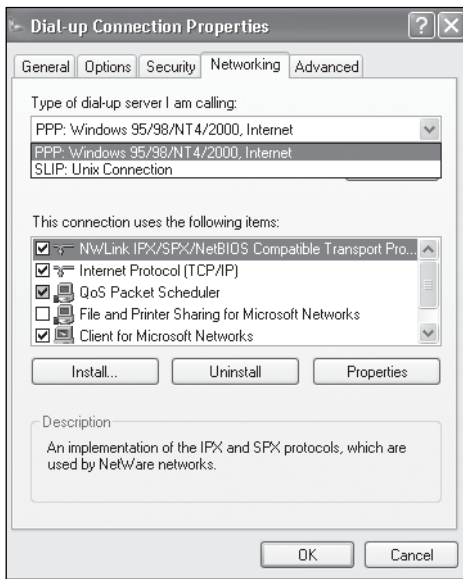 Dial-up Connection Properties
General Options Security Networking Advanced
Type of dial-up server I am calling:
PPP: Windows 95/98/NT4/2000, Internet
PPP: Windows 95/98/NT4/2000, Internet
SLIP: Unix Connection
This connection uses the following items:
NWLink IPX/SPX/NetBIOS Compatible Transport Pro...
Internet Protocol (TCP/IP)
QoS Packet Scheduler
File and Printer Sharing for Microsoft Networks
Client for Microsoft Networks
Install... Uninstall Properties
Description
An implementation of the IPX and SPX protocols, which are
used by NetWare networks.
OK Cancel